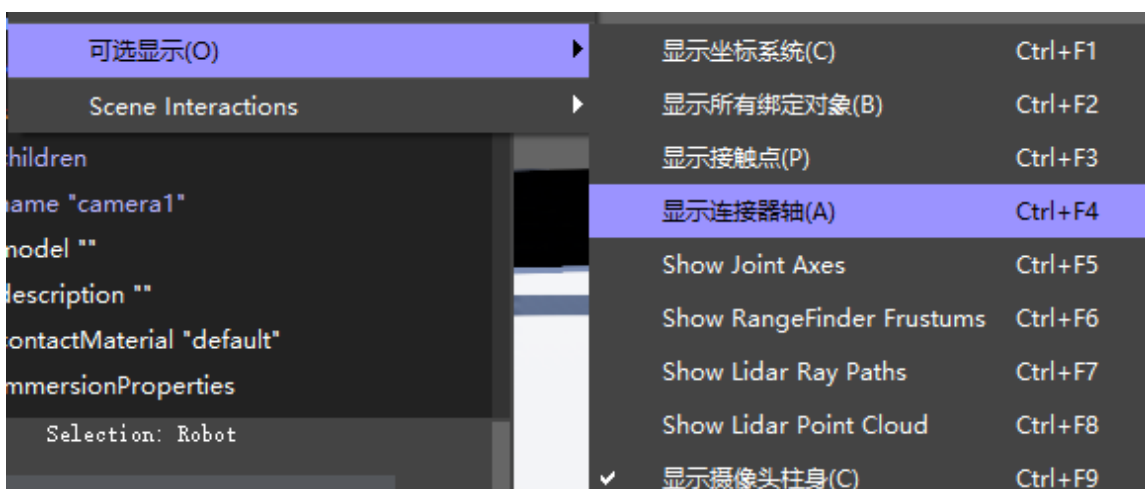 可选显示(O)
Scene Interactions
children
name "camera1"
model ""
description ""
contactMaterial "default"
immersionProperties
Selection: Robot
显示坐标系统(C) Ctrl+F1
显示所有绑定对象(B) Ctrl+F2
显示接触点(P) Ctrl+F3
显示连接器轴(A) Ctrl+F4
Show Joint Axes Ctrl+F5
Show RangeFinder Frustums Ctrl+F6
Show Lidar Ray Paths Ctrl+F7
Show Lidar Point Cloud Ctrl+F8
显示摄像头柱身(C) Ctrl+F9